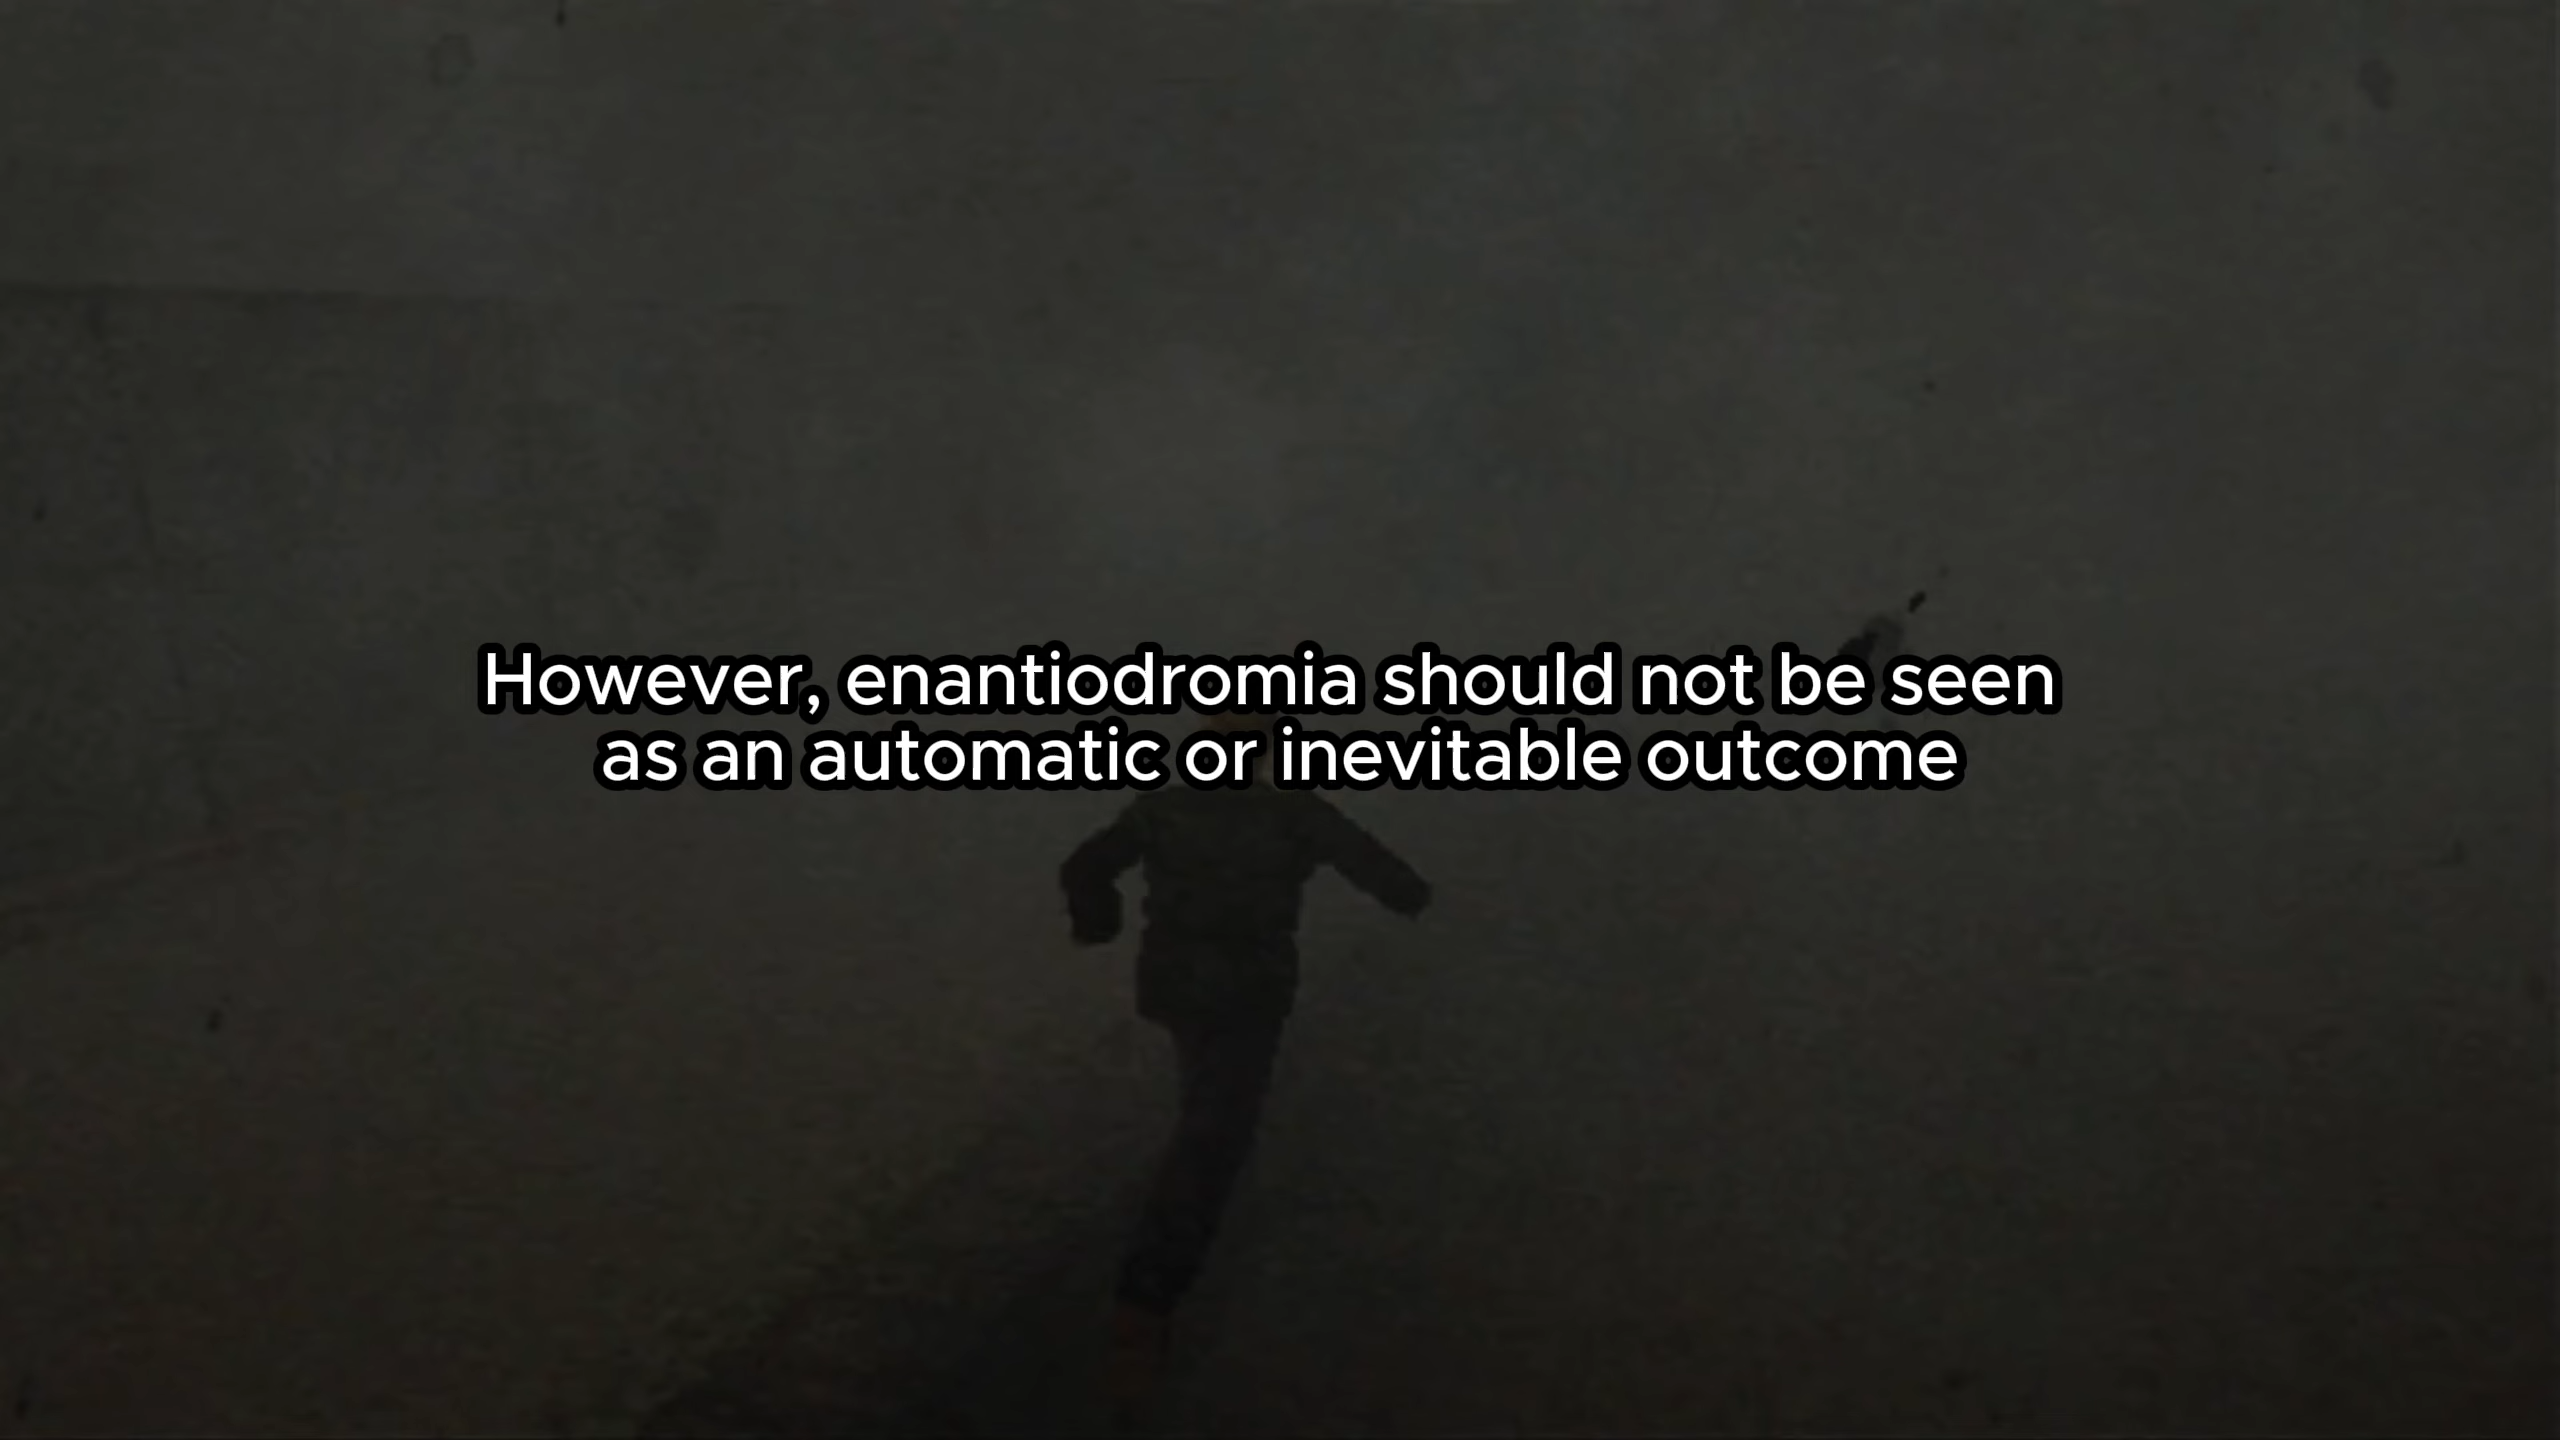 However, enantiodromia should not be seen
as an automatic or inevitable outcome